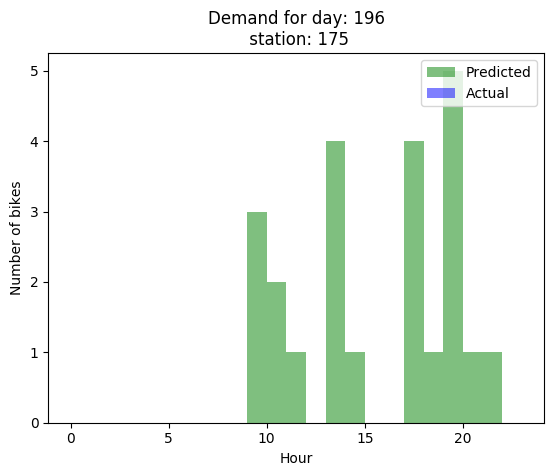 Demand for day: 196
station: 175
Predicted
Actual
Number of bikes
5
4
3
2
1
0
0
5
10
15
20
Hour